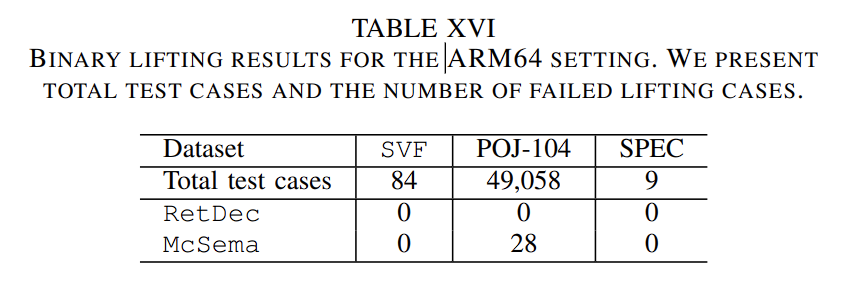 TABLE XVI
BINARY LIFTING RESULTS FOR THE ARM64 SETTING. WE PRESENT
TOTAL TEST CASES AND THE NUMBER OF FAILED LIFTING CASES.
Dataset SVF POJ-104 SPEC
Total test cases 84 49,058 9
RetDec 0 0 0
McSema 0 28 0